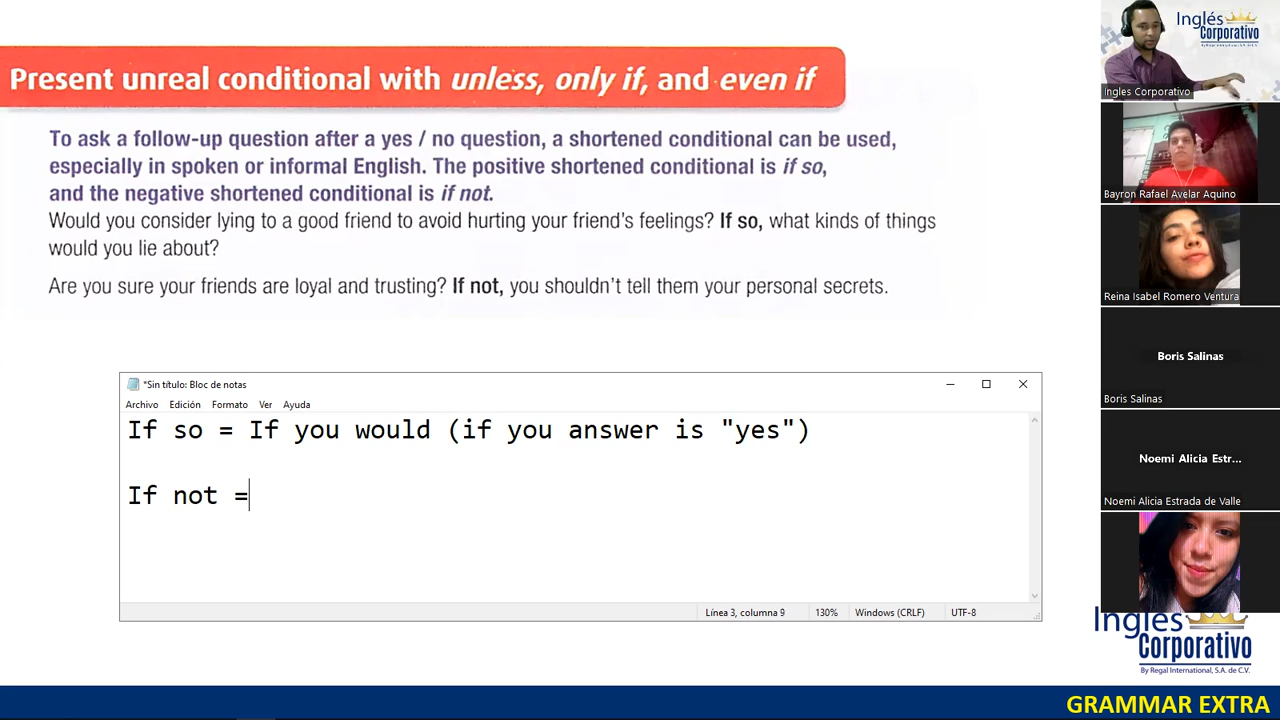 Present unreal conditional with unless, only if, and even if
To ask a follow-up question after a yes / no question, a shortened conditional can be used,
especially in spoken or informal English. The positive shortened conditional is if so,
and the negative shortened conditional is if not.
Would you consider lying to a good friend to avoid hurting your friend's feelings? If so, what kinds of things
would you lie about?
Are you sure your friends are loyal and trusting? If not, you shouldn't tell them your personal secrets.
*Sin título: Bloc de notas
Archivo Edición Formato Ver Ayuda
If so = If you would (if you answer is "yes")
If not =
Línea 3, columna 9 130% Windows (CRLF) UTF-8
Inglés
Corporativo
By Regal International, S.A. de C.V.
Ingles Corporativo
Bayron Rafael Avelar Aquino
Reina Isabel Romero Ventura
Boris Salinas
Boris Salinas
Noemi Alicia Estr...
Noemi Alicia Estrada de Valle
Inglés
Corporativo
By Regal International, S.A. de C.V.
GRAMMAR EXTRA